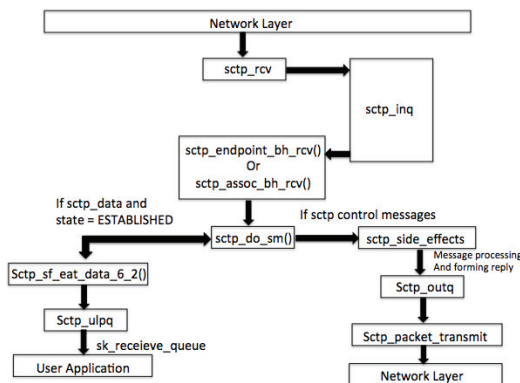 Network Layer
sctp_rcv
sctp_inq
sctp_endpoint_bh_rcv()
Or
sctp_assoc_bh_rcv()
If sctp_data and
state = ESTABLISHED
If sctp control messages
sctp_do_sm()
sctp_side_effects
Message processing
And forming reply
Sctp_sf_eat_data_6_2()
Sctp_outq
Sctp_ulpq
Sctp_packet_transmit
sk_receieve_queue
User Application
Network Layer